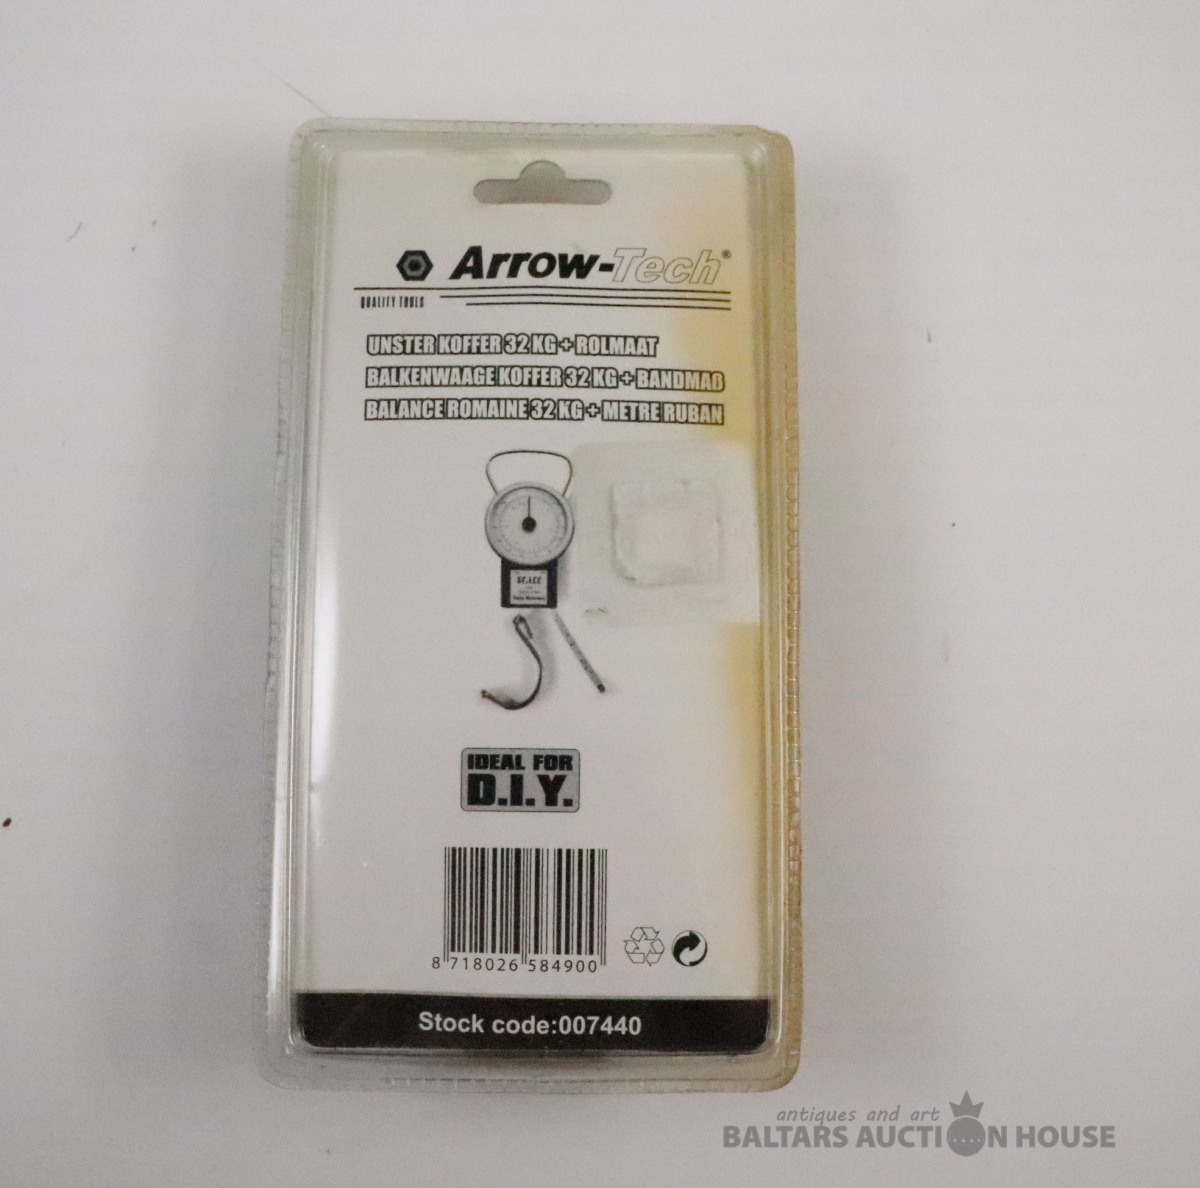 Arrow-Tech®
QUALITY TOOLS
UNSTER KOFFER 32 KG + ROLMAAT
BALKENWAAGE KOFFER 32 KG + BANDMAß
BALANCE ROMAINE 32 KG + METRE RUBAN
IDEAL FOR
D.I.Y.
8 718026 584900
Stock code:007440
antiques and art
BALTARS AUCTION HOUSE